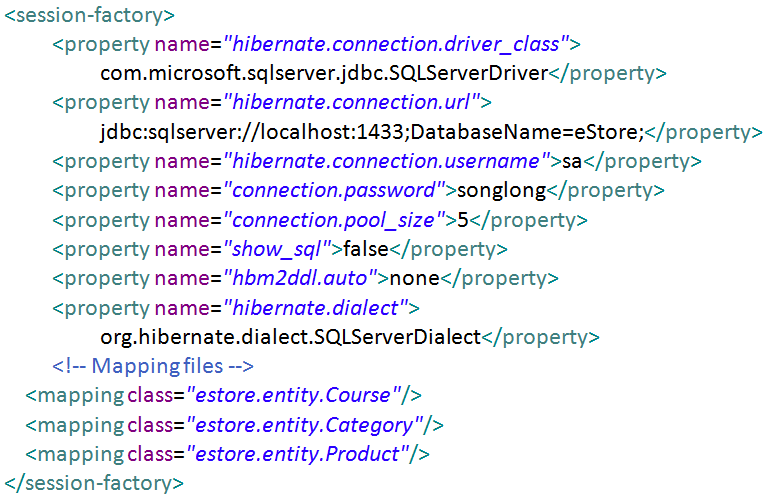 <session-factory>
<property name="hibernate.connection.driver_class">
com.microsoft.sqlserver.jdbc.SQLServerDriver</property>
<property name="hibernate.connection.url">
jdbc:sqlserver://localhost:1433;DatabaseName=eStore;</property>
<property name="hibernate.connection.username">sa</property>
<property name="connection.password">songlong</property>
<property name="connection.pool_size">5</property>
<property name="show_sql">false</property>
<property name="hbm2ddl.auto">none</property>
<property name="hibernate.dialect">
org.hibernate.dialect.SQLServerDialect</property>
<!-- Mapping files -->
<mapping class="estore.entity.Course"/>
<mapping class="estore.entity.Category"/>
<mapping class="estore.entity.Product"/>
</session-factory>